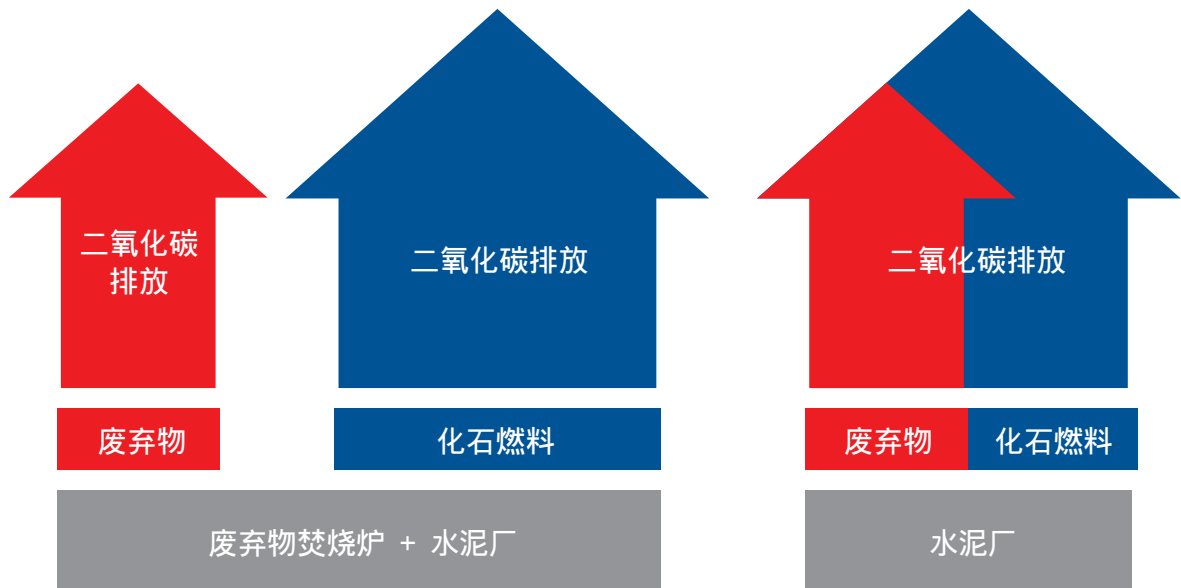 二氧化碳
排放
二氧化碳排放
二氧化碳排放
废弃物
化石燃料
废弃物
化石燃料
废弃物焚烧炉 + 水泥厂
水泥厂